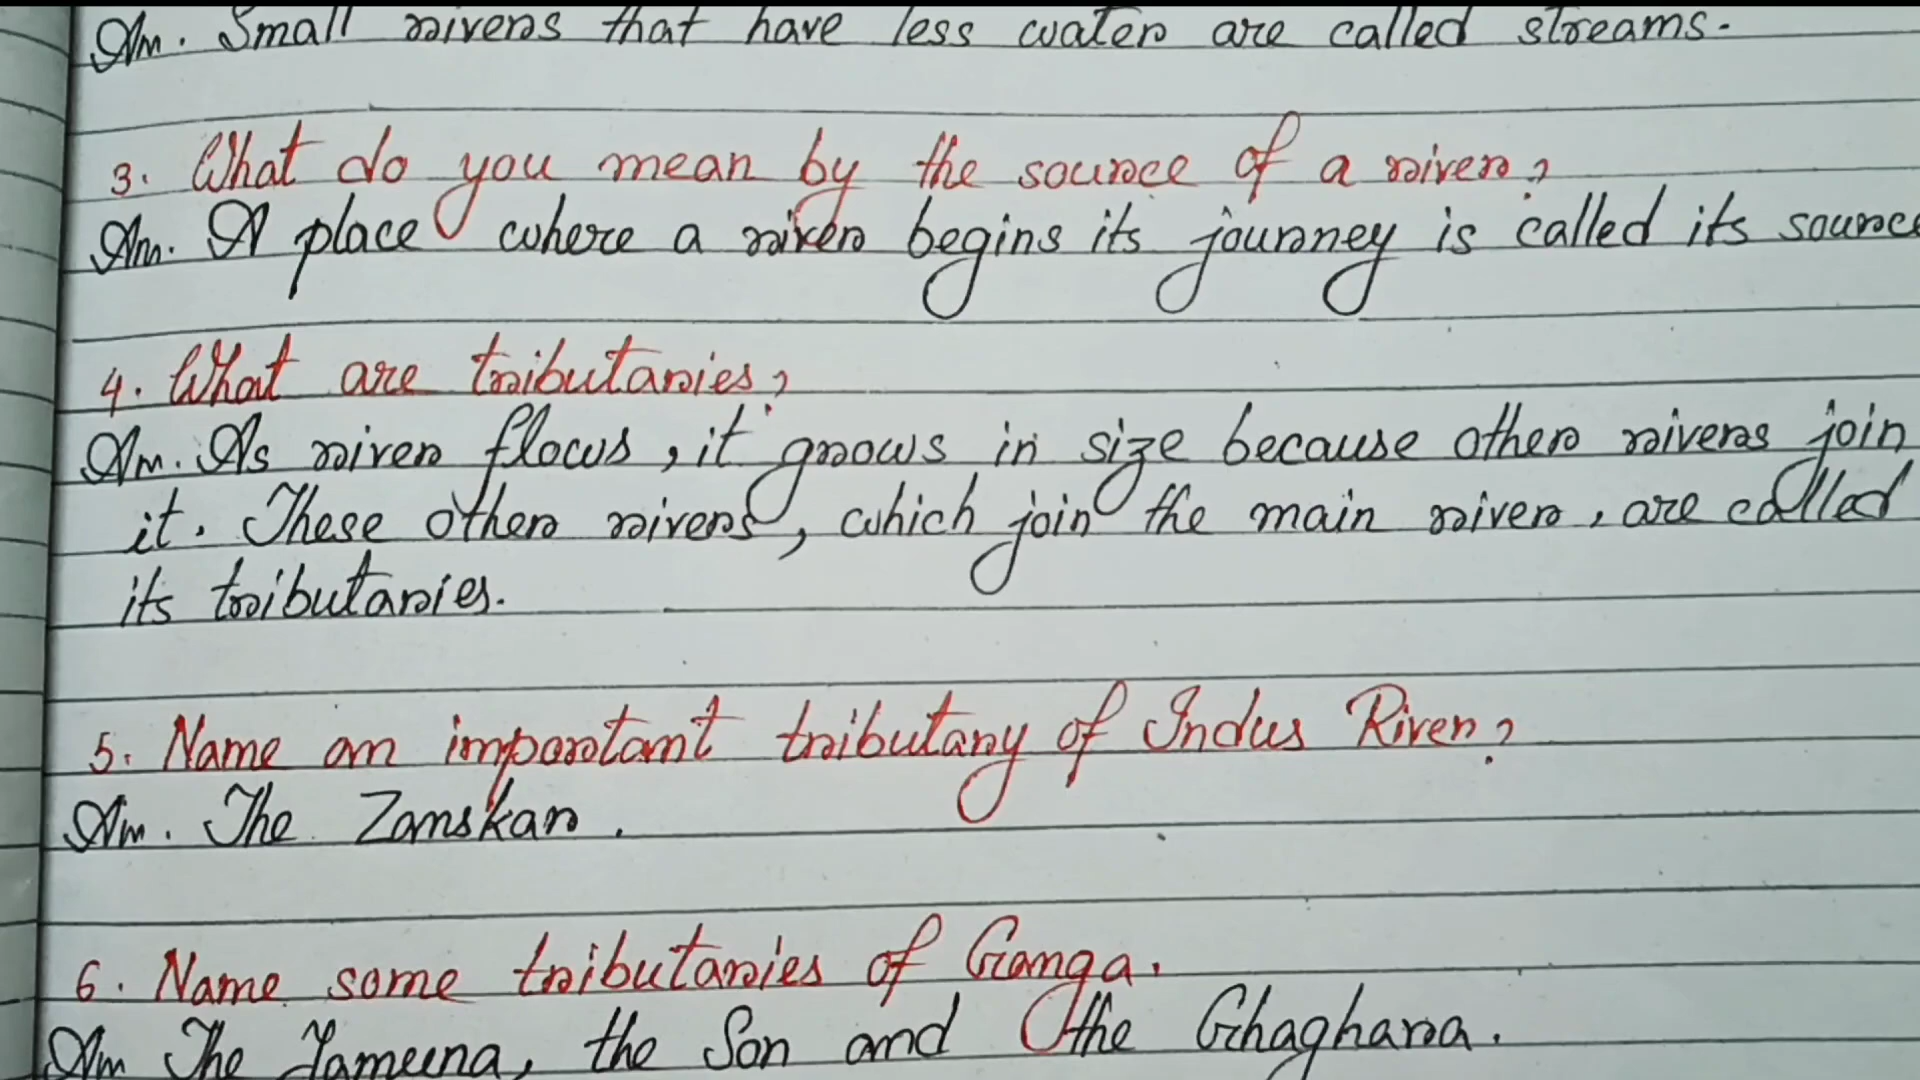 Ans. Small rivers that have less water are called streams.
3. What do you mean by the source of a river?
Ans. A place where a river begins its journey is called its source
4. What are tributaries?
Ans. As river flows, it grows in size because other rivers join
it. These other rivers, which join the main river, are called
its tributaries.
5. Name an important tributary of Indus River?
Ans. The Zanskar.
6. Name some tributaries of Ganga.
Ans The Yamuna, the Son and the Ghaghara.